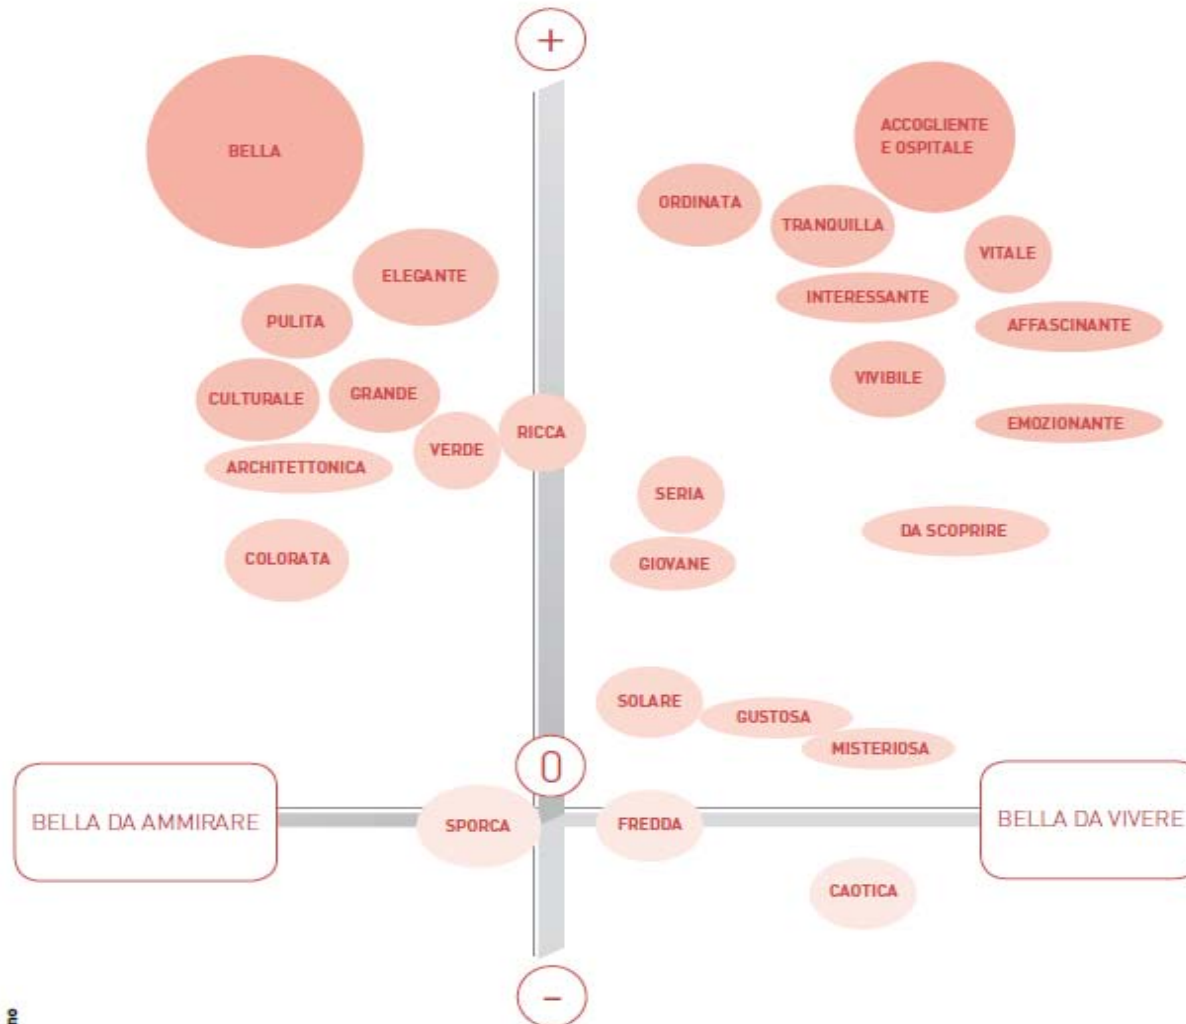 +
BELLA
ACCOGLIENTE
E OSPITALE
ORDINATA
TRANQUILLA
VITALE
ELEGANTE
INTERESSANTE
PULITA
AFFASCINANTE
VIVIBILE
CULTURALE
GRANDE
EMOZIONANTE
RICCA
VERDE
ARCHITETTONICA
SERIA
DA SCOPRIRE
COLORATA
GIOVANE
SOLARE
GUSTOSA
MISTERIOSA
0
BELLA DA AMMIRARE
SPORCA
FREDDA
BELLA DA VIVERE
CAOTICA
-
no